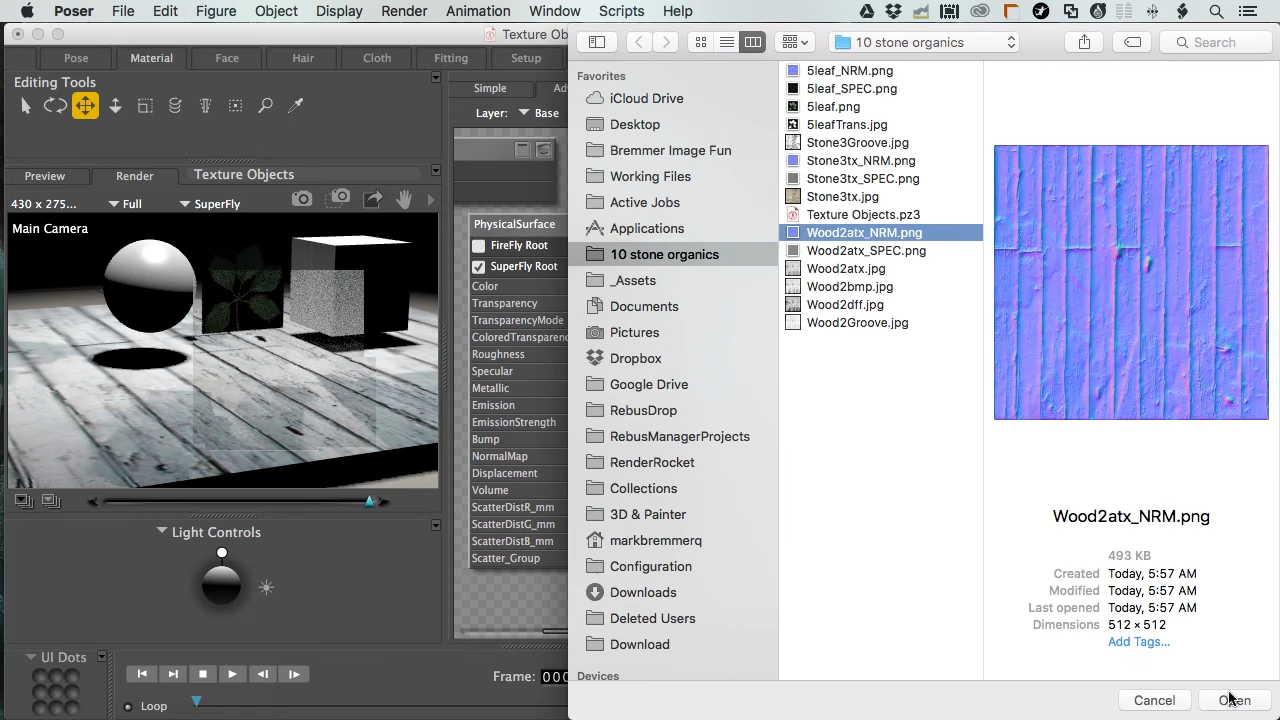 Poser File Edit Figure Object Display Render Animation Window Scripts Help
Texture Ob
10 stone organics
Search
Pose Material Face Hair Cloth Fitting Setup
Editing Tools
Simple
Layer: Base
Preview Render Texture Objects
430 x 275... Full SuperFly
Main Camera
PhysicalSurface
FireFly Root
SuperFly Root
Color
Transparency
TransparencyMode
Roughness
Specular
Metallic
Emission
EmissionStrength
Bump
NormalMap
Displacement
Volume
ScatterDistR_mm
ScatterDistG_mm
ScatterDistB_mm
Scatter_Group
Light Controls
UI Dots
Loop
Frame:
Favorites
iCloud Drive
Desktop
Bremmer Image Fun
Working Files
Active Jobs
Applications
10 stone organics
_Assets
Documents
Pictures
Dropbox
Google Drive
RebusDrop
RebusManagerProjects
RenderRocket
Collections
3D & Painter
markbremmerq
Configuration
Downloads
Deleted Users
Download
Devices
5leaf_NRM.png
5leaf_SPEC.png
5leaf.png
5leafTrans.jpg
Stone3Groove.jpg
Stone3tx_NRM.png
Stone3tx_SPEC.png
Stone3tx.jpg
Texture Objects.pz3
Wood2atx_NRM.png
Wood2atx_SPEC.png
Wood2atx.jpg
Wood2bmp.jpg
Wood2dff.jpg
Wood2Groove.jpg
Wood2atx_NRM.png
493 KB
Created Today, 5:57 AM
Modified Today, 5:57 AM
Last opened Today, 5:57 AM
Dimensions 512 × 512
Add Tags...
Cancel Open